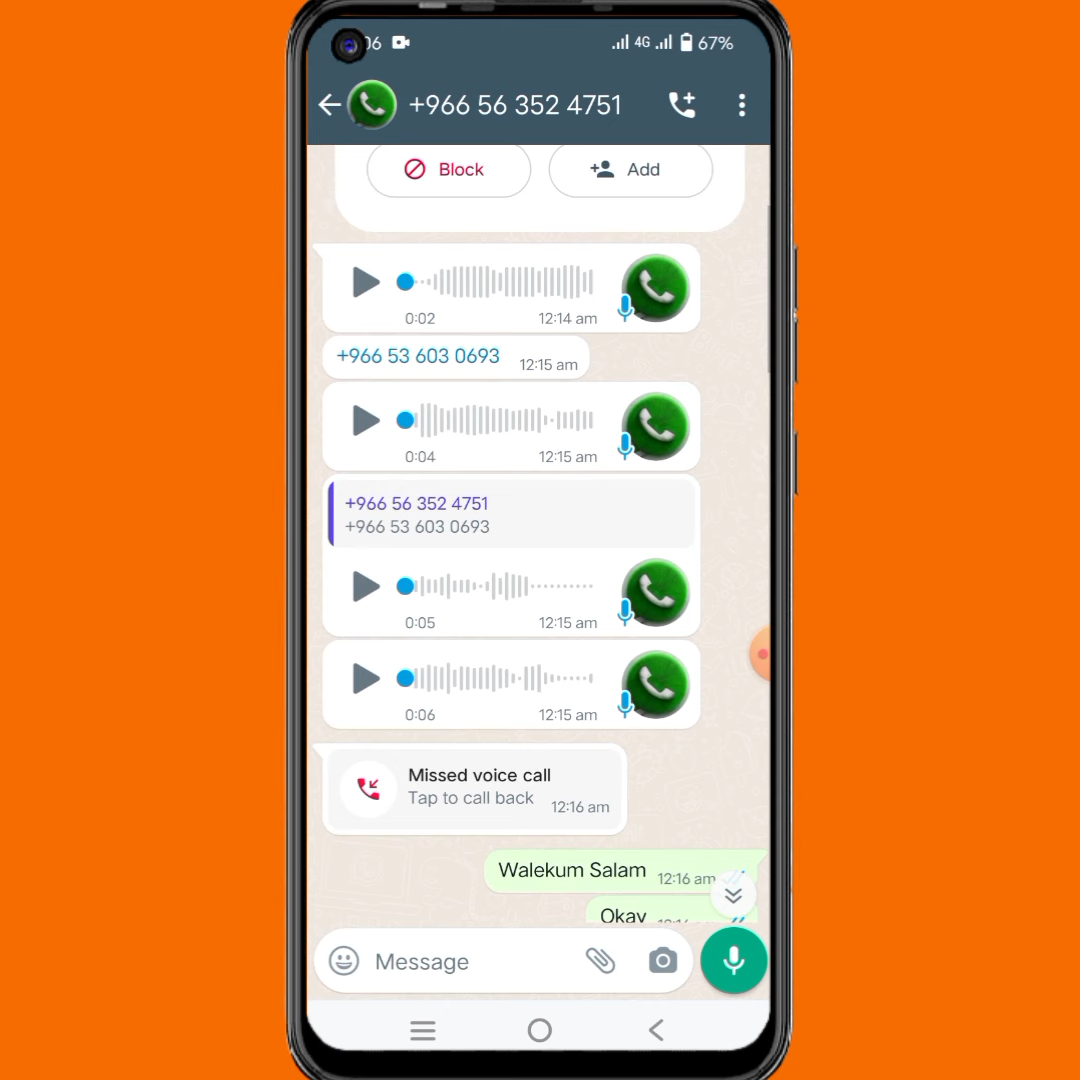 06 4G 67%
+966 56 352 4751
Block Add
0:02 12:14 am
+966 53 603 0693 12:15 am
0:04 12:15 am
+966 56 352 4751
+966 53 603 0693
0:05 12:15 am
0:06 12:15 am
Missed voice call
Tap to call back 12:16 am
Walekum Salam 12:16 am
Okay 12:16
Message